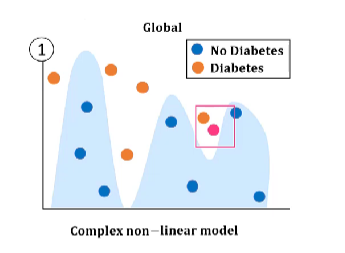 Global
1
No Diabetes
Diabetes
Complex non–linear model